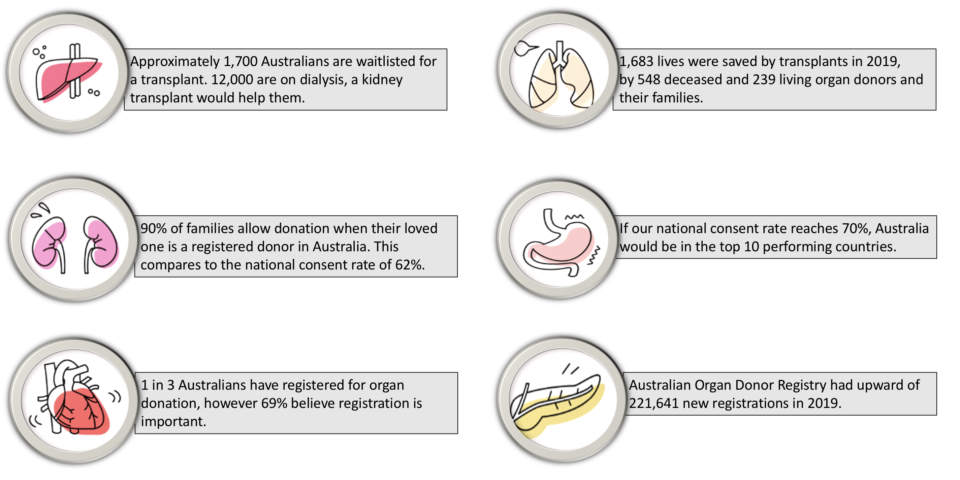 Approximately 1,700 Australians are waitlisted for
a transplant. 12,000 are on dialysis, a kidney
transplant would help them.
1,683 lives were saved by transplants in 2019,
by 548 deceased and 239 living organ donors and
their families.
90% of families allow donation when their loved
one is a registered donor in Australia. This
compares to the national consent rate of 62%.
If our national consent rate reaches 70%, Australia
would be in the top 10 performing countries.
1 in 3 Australians have registered for organ
donation, however 69% believe registration is
important.
Australian Organ Donor Registry had upward of
221,641 new registrations in 2019.